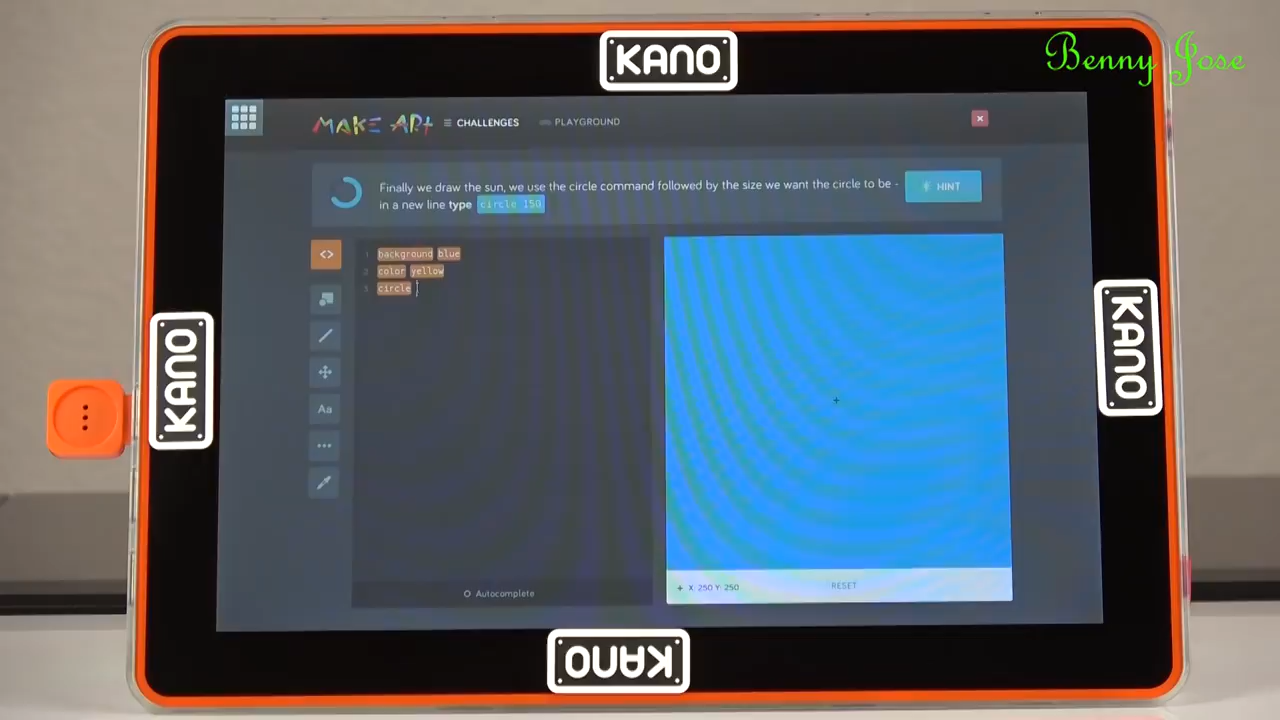 KANO
Benny Jose
MAKE ART
CHALLENGES
PLAYGROUND
Finally we draw the sun, we use the circle command followed by the size we want the circle to be -
in a new line type circle 150
HINT
1 background blue
2 color yellow
3 circle
Aa
Autocomplete
X: 250 Y: 250
RESET
KANO
KANO
KANO